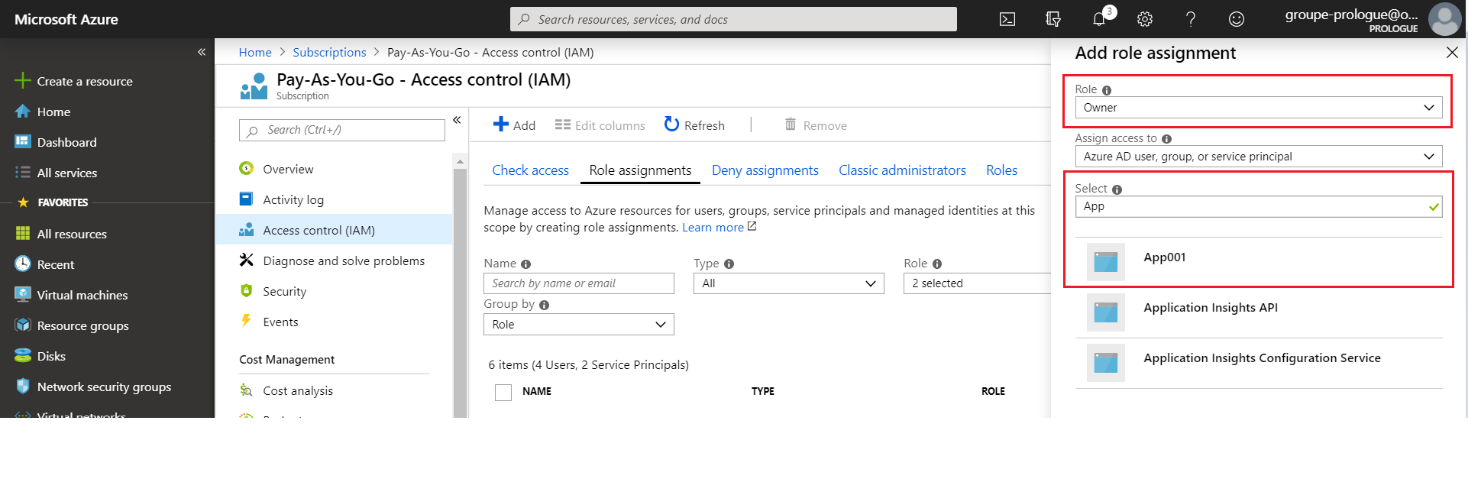 Microsoft Azure
Search resources, services, and docs
3
groupe-prologue@o...
PROLOGUE
Create a resource
Home
Dashboard
All services
FAVORITES
All resources
Recent
Virtual machines
Resource groups
Disks
Network security groups
Virtual networks
Home > Subscriptions > Pay-As-You-Go - Access control (IAM)
Pay-As-You-Go - Access control (IAM)
Subscription
Search (Ctrl+/)
Overview
Activity log
Access control (IAM)
Diagnose and solve problems
Security
Events
Cost Management
Cost analysis
Add Edit columns Refresh Remove
Check access Role assignments Deny assignments Classic administrators Roles
Manage access to Azure resources for users, groups, service principals and managed identities at this
scope by creating role assignments. Learn more
Name Type Role
Search by name or email All 2 selected
Group by
Role
6 items (4 Users, 2 Service Principals)
NAME TYPE ROLE
Add role assignment
Role
Owner
Assign access to
Azure AD user, group, or service principal
Select
App
App001
Application Insights API
Application Insights Configuration Service